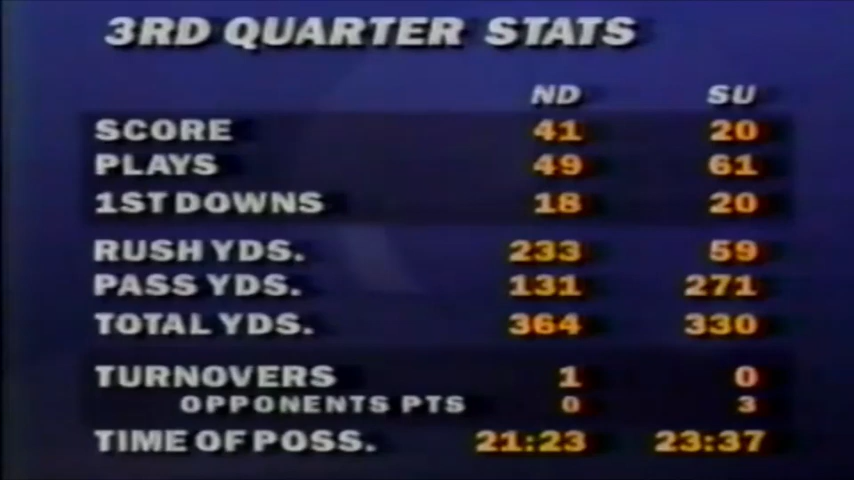 3RD QUARTER STATS
ND SU
SCORE 41 20
PLAYS 49 61
1ST DOWNS 18 20
RUSH YDS. 233 59
PASS YDS. 131 271
TOTAL YDS. 364 330
TURNOVERS 1 0
OPPONENTS PTS 0 3
TIME OF POSS. 21:23 23:37